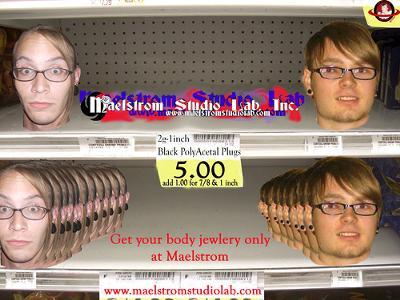 Maelstrom Studio Lab Inc.
www.maelstromstudiolab.com
2g-1inch
Black PolyAcetal Plugs
5.00
add 1.00 for 7/8 & 1 inch
Get your body jewlery only
at Maelstrom
www.maelstromstudiolab.com